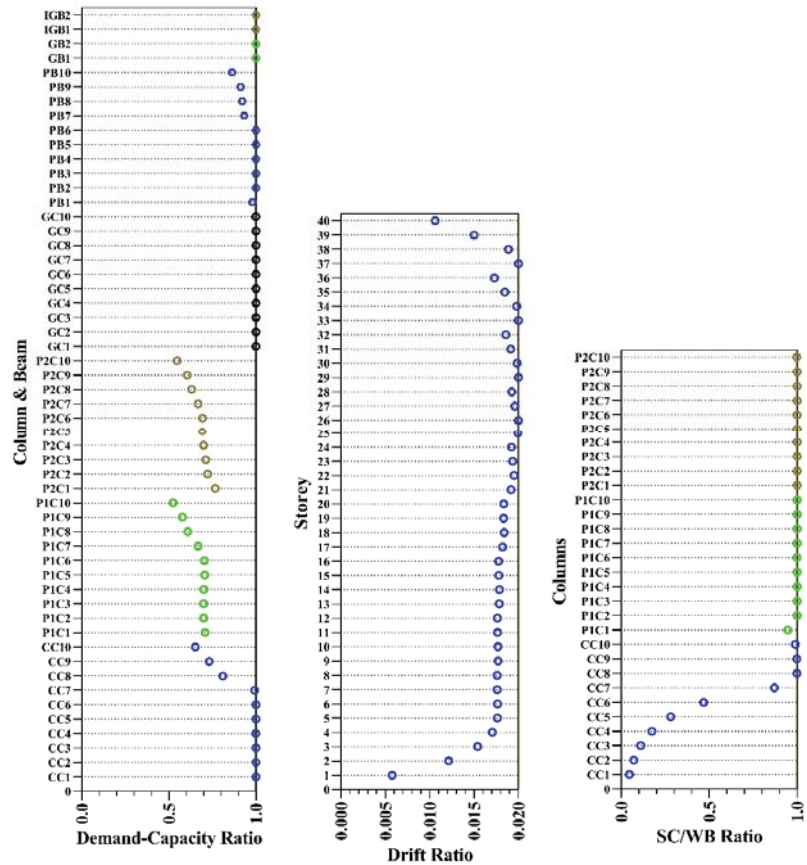 IGB2
IGB1
GB2
GB1
PB10
PB9
PB8
PB7
PB6
PB5
PB4
PB3
PB2
PB1
GC10
GC9
GC8
GC7
GC6
GC5
GC4
GC3
GC2
GC1
P2C10
P2C9
P2C8
P2C7
P2C6
P2C5
P2C4
P2C3
P2C2
P2C1
P1C10
P1C9
P1C8
P1C7
P1C6
P1C5
P1C4
P1C3
P1C2
P1C1
CC10
CC9
CC8
CC7
CC6
CC5
CC4
CC3
CC2
CC1
0
Column & Beam
0.0
0.5
1.0
Demand-Capacity Ratio
40
39
38
37
36
35
34
33
32
31
30
29
28
27
26
25
24
23
22
21
20
19
18
17
16
15
14
13
12
11
10
9
8
7
6
5
4
3
2
1
0
Storey
0.000
0.005
0.010
0.015
0.020
Drift Ratio
P2C10
P2C9
P2C8
P2C7
P2C6
P2C5
P2C4
P2C3
P2C2
P2C1
P1C10
P1C9
P1C8
P1C7
P1C6
P1C5
P1C4
P1C3
P1C2
P1C1
CC10
CC9
CC8
CC7
CC6
CC5
CC4
CC3
CC2
CC1
0
Columns
0.0
0.5
1.0
SC/WB Ratio